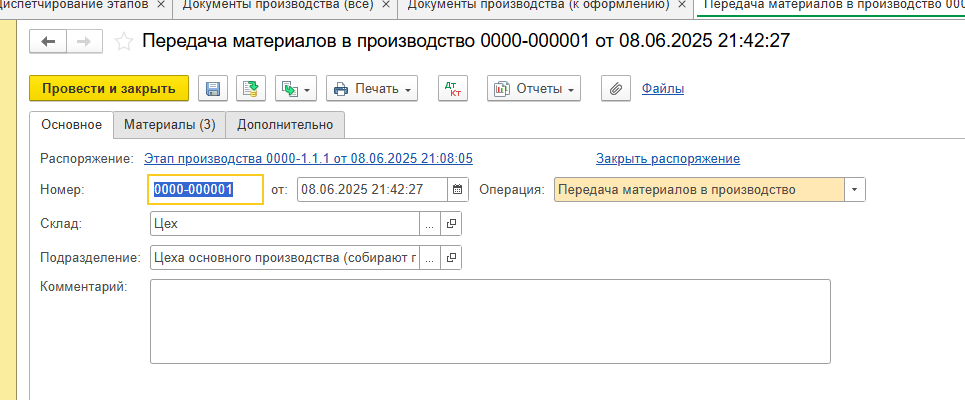 Диспетчирование этапов × Документы производства (все) × Документы производства (к оформлению) × Передача материалов в производство 000
Передача материалов в производство 0000-000001 от 08.06.2025 21:42:27
Провести и закрыть Печать Дт Кт Отчеты Файлы
Основное Материалы (3) Дополнительно
Распоряжение: Этап производства 0000-1.1.1 от 08.06.2025 21:08:05 Закрыть распоряжение
Номер: 0000-000001 от: 08.06.2025 21:42:27 Операция: Передача материалов в производство
Склад: Цех ...
Подразделение: Цеха основного производства (собирают г ...
Комментарий: